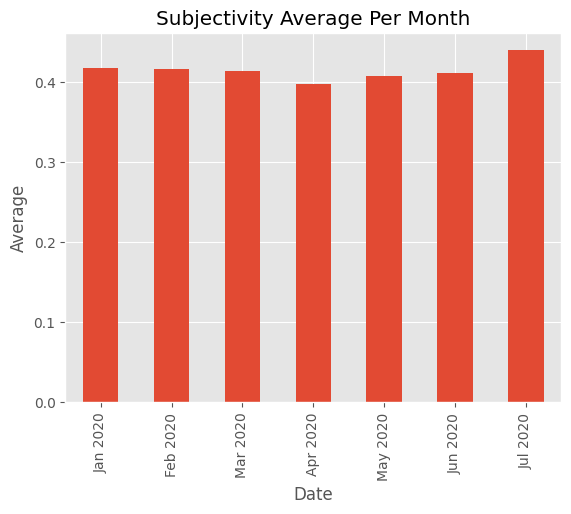 Subjectivity Average Per Month
Average
0.4
0.3
0.2
0.1
0.0
Jan 2020
Feb 2020
Mar 2020
Apr 2020
May 2020
Jun 2020
Jul 2020
Date